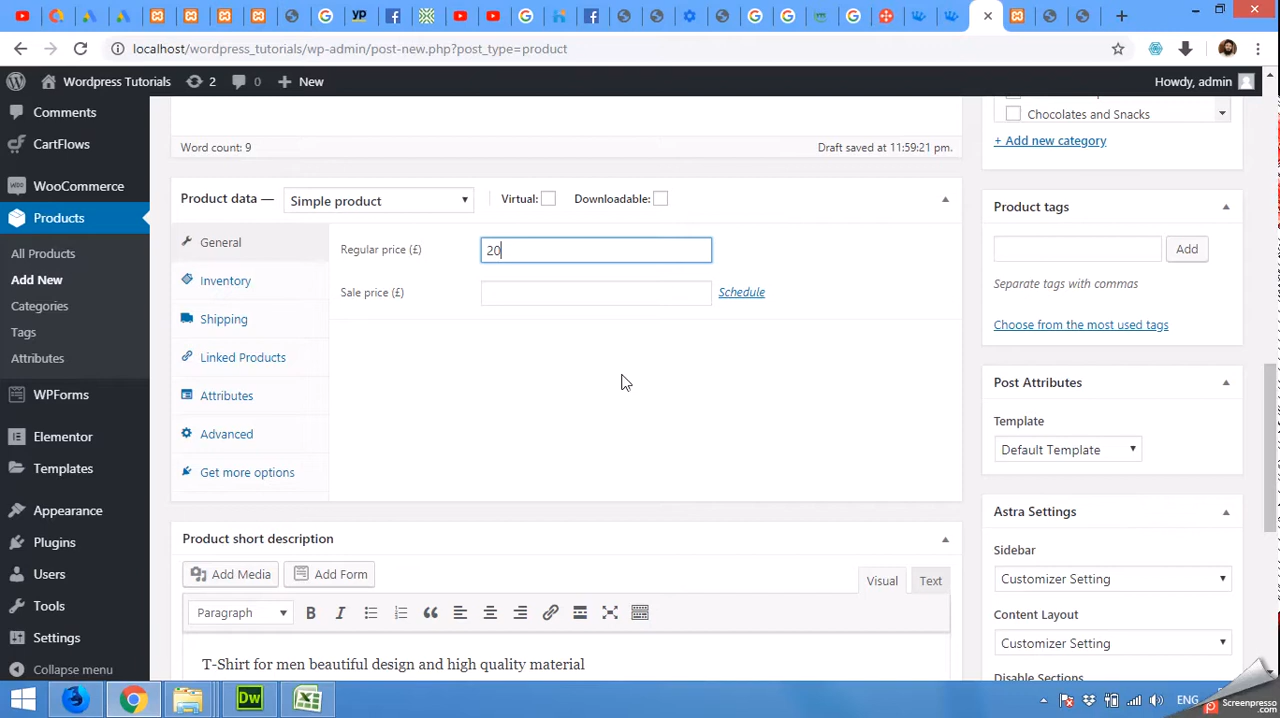 localhost/wordpress_tutorials/wp-admin/post-new.php?post_type=product
Wordpress Tutorials 2 0 + New Howdy, admin
Comments
CartFlows
WooCommerce
Products
All Products
Add New
Categories
Tags
Attributes
WPForms
Elementor
Templates
Appearance
Plugins
Users
Tools
Settings
Collapse menu
Word count: 9 Draft saved at 11:59:21 pm.
Product data — Simple product Virtual: Downloadable:
General
Inventory
Shipping
Linked Products
Attributes
Advanced
Get more options
Regular price (£) 20
Sale price (£) Schedule
Product short description
Add Media Add Form Visual Text
Paragraph
T-Shirt for men beautiful design and high quality material
Chocolates and Snacks
+ Add new category
Product tags
Add
Separate tags with commas
Choose from the most used tags
Post Attributes
Template
Default Template
Astra Settings
Sidebar
Customizer Setting
Content Layout
Customizer Setting
Disable Sections
Dw
ENG
Screenpresso
.com